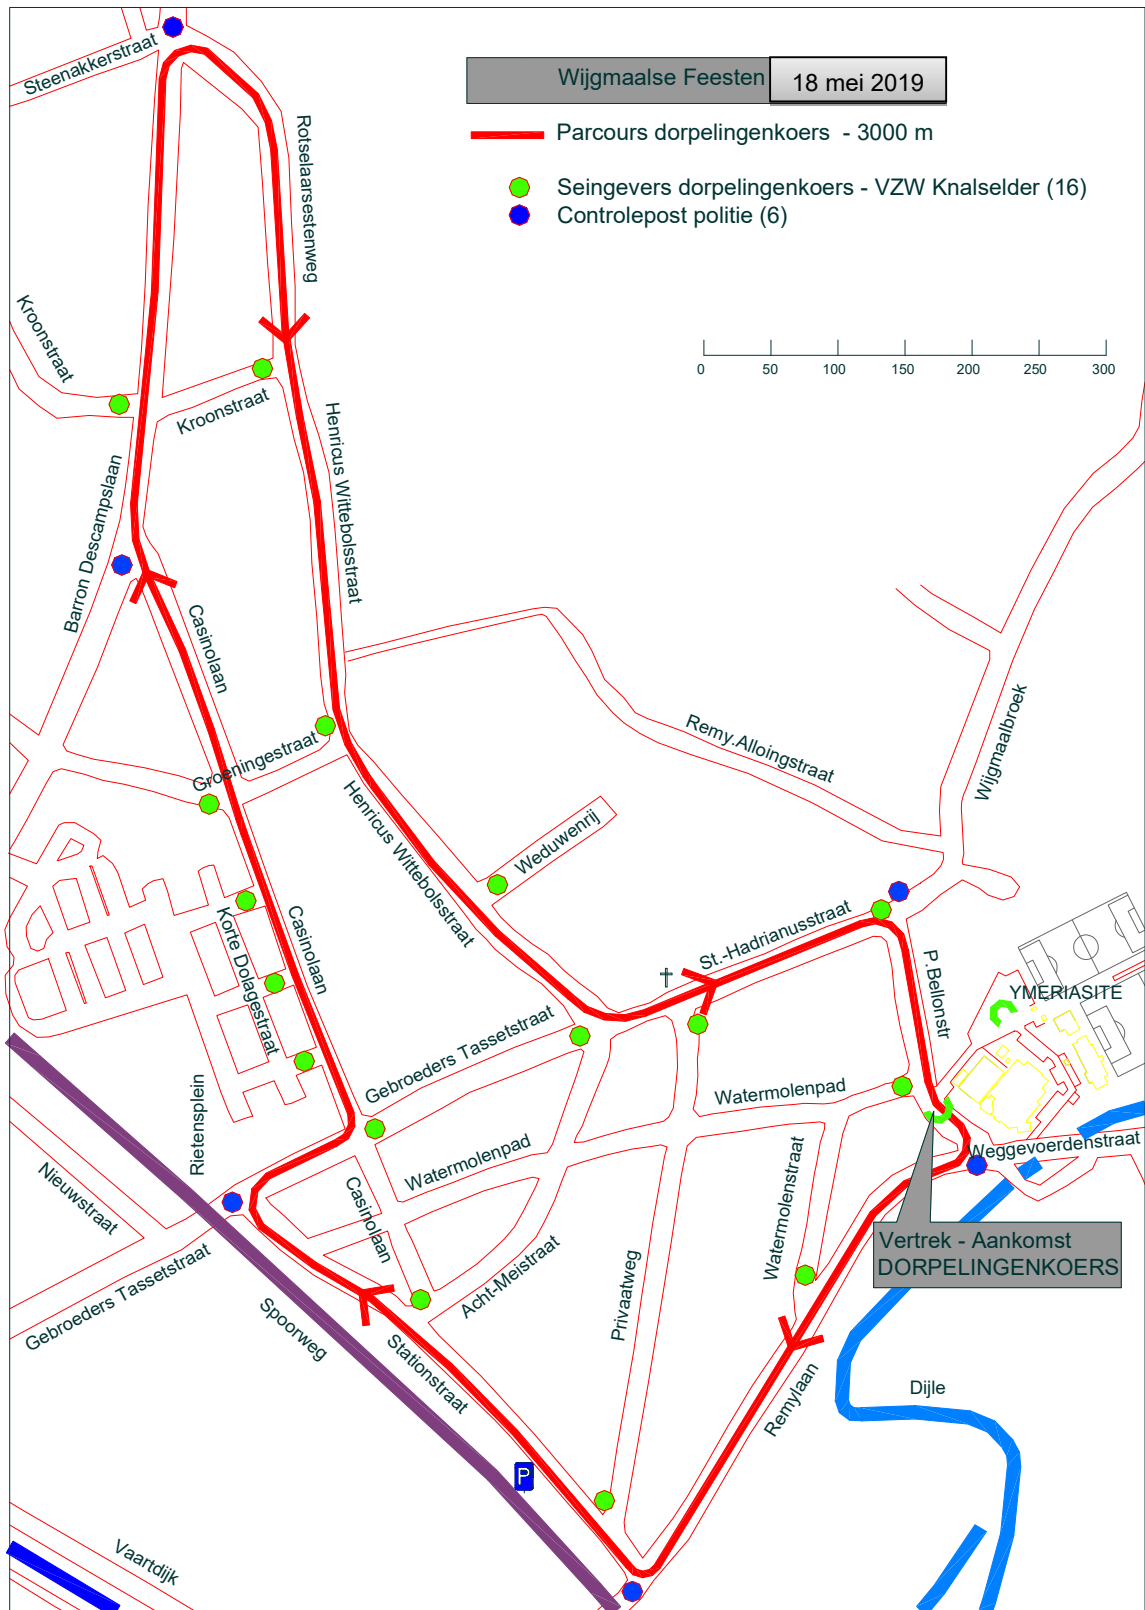 Steenakkerstraat
Wijgmaalse Feesten
18 mei 2019
Parcours dorpelingenkoers - 3000 m
Seingevers dorpelingenkoers - VZW Knalselder (16)
Controlepost politie (6)
Rotselaarsestenweg
Kroonstraat
0 50 100 150 200 250 300
Kroonstraat
Henricus Wittebolsstraat
Barron Descampslaan
Casinolaan
Remy.Alloingstraat
Wijgmaalbroek
Groeningestraat
Henricus Wittebolsstraat
Weduwenrij
St.-Hadrianusstraat
Korte Dolagestraat
Casinolaan
P.Bellonstr
YMERIASITE
Gebroeders Tassetstraat
Rietensplein
Watermolenpad
Weggevoerdenstraat
Watermolenpad
Nieuwstraat
Casinolaan
Watermolenstraat
Vertrek - Aankomst
DORPELINGENKOERS
Gebroeders Tassetstraat
Acht-Meistraat
Privaatweg
Spoorweg
Stationstraat
Remylaan
Dijle
P
Vaartdijk